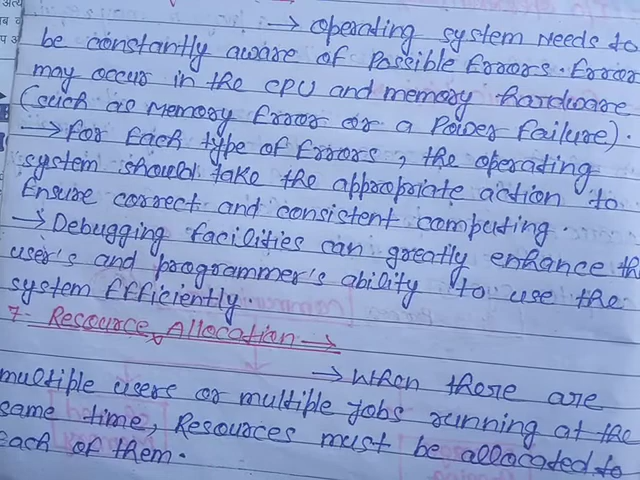 → operating system Needs to
be constantly aware of Possible Errors. Error
may occur in the CPU and memory hardware
(such as Memory Error or a Power Failure).
→ for Each type of Errors, the operating
system should take the appropriate action to
Ensure correct and consistent computing.
→ Debugging facilities can greatly enhance th
user's and programmer's ability to use the
system Efficiently.
7- Resource Allocation →
→ When there are
multiple users or multiple jobs running at the
same time, Resources must be allocated to
Each of them.